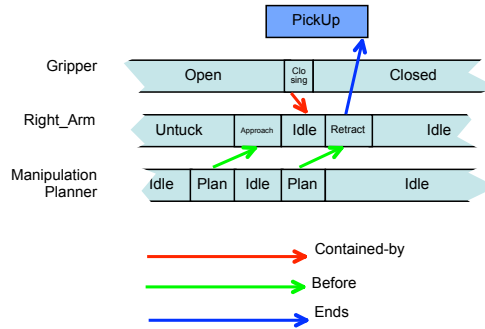 PickUp
Gripper
Open
Clo
sing
Closed
Right_Arm
Untuck
Approach
Idle
Retract
Idle
Manipulation
Planner
Idle
Plan
Idle
Plan
Idle
Contained-by
Before
Ends